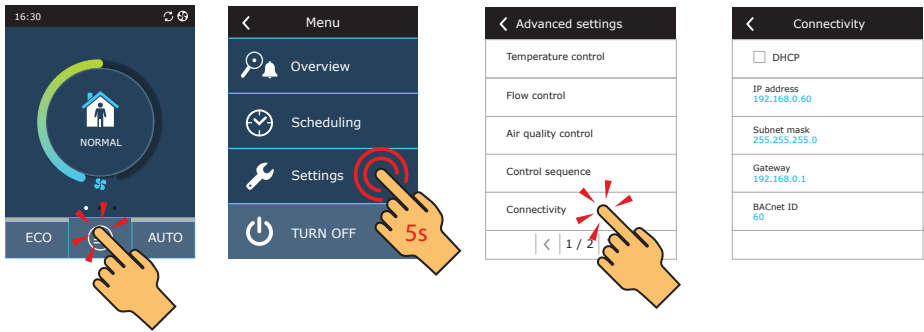 16:30
NORMAL
ECO
AUTO
Menu
Overview
Scheduling
Settings
TURN OFF
5s
Advanced settings
Temperature control
Flow control
Air quality control
Control sequence
Connectivity
1 / 2
Connectivity
DHCP
IP address
192.168.0.60
Subnet mask
255.255.255.0
Gateway
192.168.0.1
BACnet ID
60